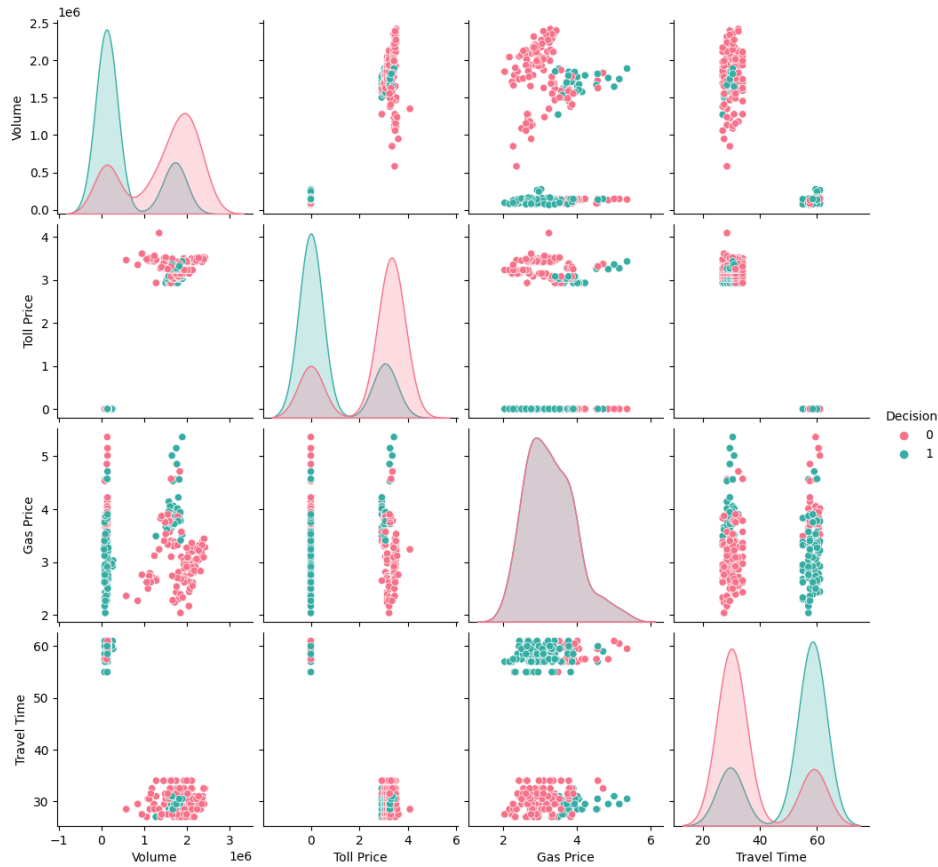 1e6
2.5
2.0
1.5
1.0
0.5
0.0
Volume
4
3
2
1
0
Toll Price
Decision
0
1
5
4
3
2
Gas Price
60
50
40
30
Travel Time
−1 0 1 2 3 0 2 4 6 2 4 6 20 40 60
Volume 1e6 Toll Price Gas Price Travel Time